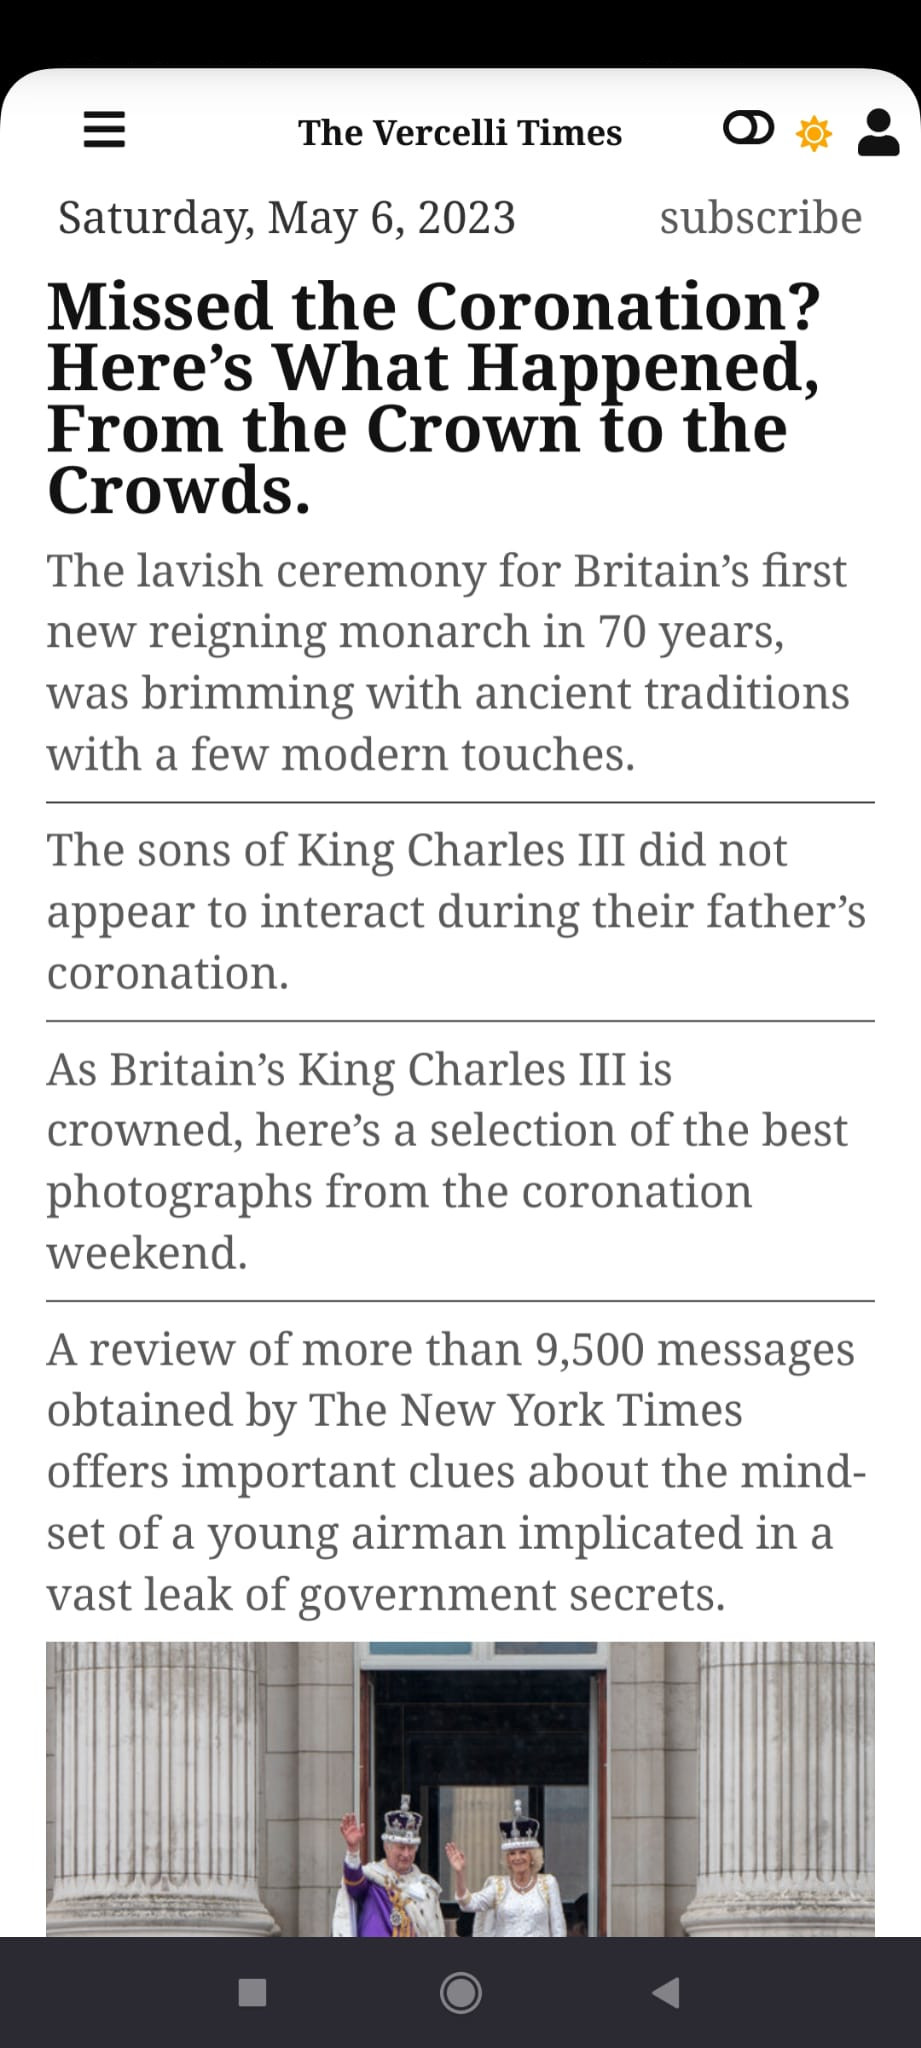 The Vercelli Times
Saturday, May 6, 2023
subscribe
Missed the Coronation?
Here’s What Happened,
From the Crown to the
Crowds.
The lavish ceremony for Britain’s first
new reigning monarch in 70 years,
was brimming with ancient traditions
with a few modern touches.
The sons of King Charles III did not
appear to interact during their father’s
coronation.
As Britain’s King Charles III is
crowned, here’s a selection of the best
photographs from the coronation
weekend.
A review of more than 9,500 messages
obtained by The New York Times
offers important clues about the mind-
set of a young airman implicated in a
vast leak of government secrets.